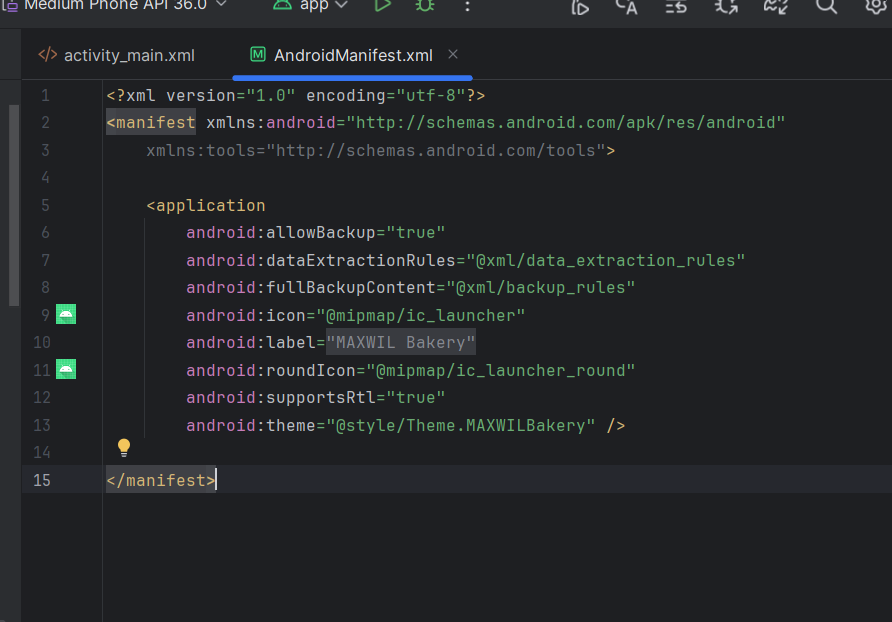 Medium Phone API 36.0
app
activity_main.xml
AndroidManifest.xml
1 <?xml version="1.0" encoding="utf-8"?>
2 <manifest xmlns:android="http://schemas.android.com/apk/res/android"
3 xmlns:tools="http://schemas.android.com/tools">
4
5 <application
6 android:allowBackup="true"
7 android:dataExtractionRules="@xml/data_extraction_rules"
8 android:fullBackupContent="@xml/backup_rules"
9 android:icon="@mipmap/ic_launcher"
10 android:label="MAXWIL Bakery"
11 android:roundIcon="@mipmap/ic_launcher_round"
12 android:supportsRtl="true"
13 android:theme="@style/Theme.MAXWILBakery" />
14
15 </manifest>